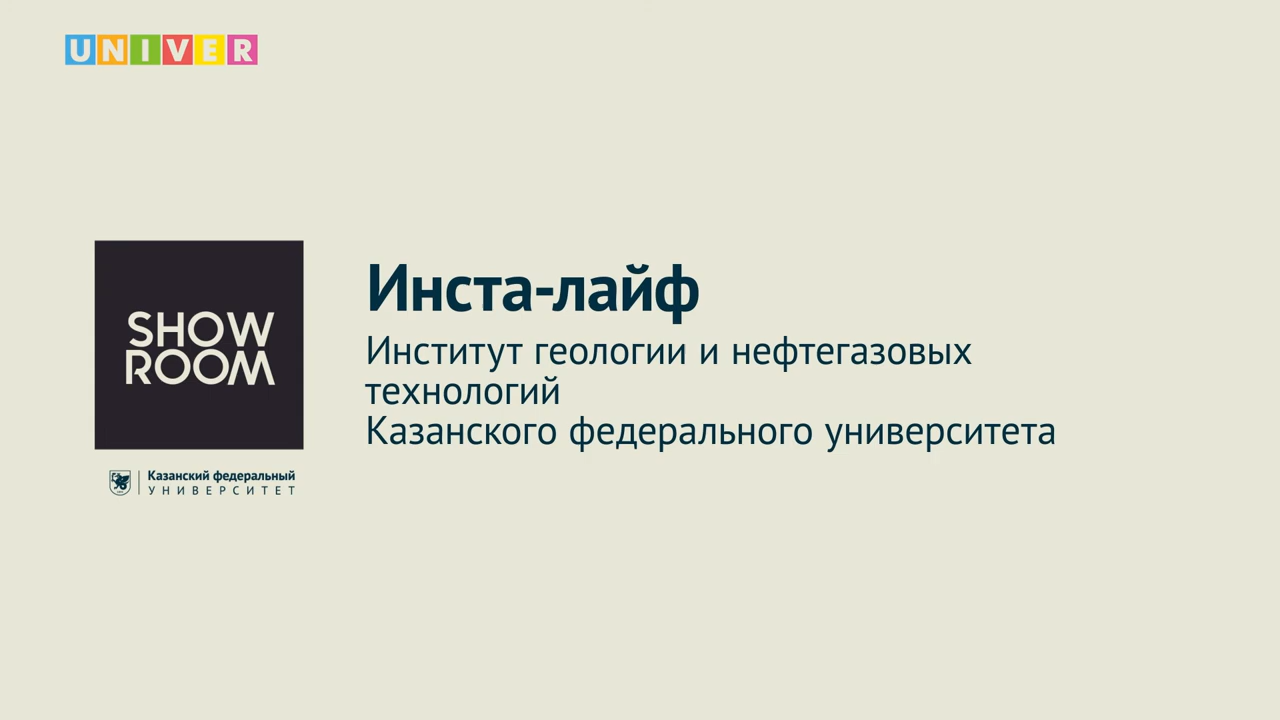 UNIVER
SHOW
ROOM
Казанский федеральный
УНИВЕРСИТЕТ
Инста-лайф
Институт геологии и нефтегазовых
технологий
Казанского федерального университета